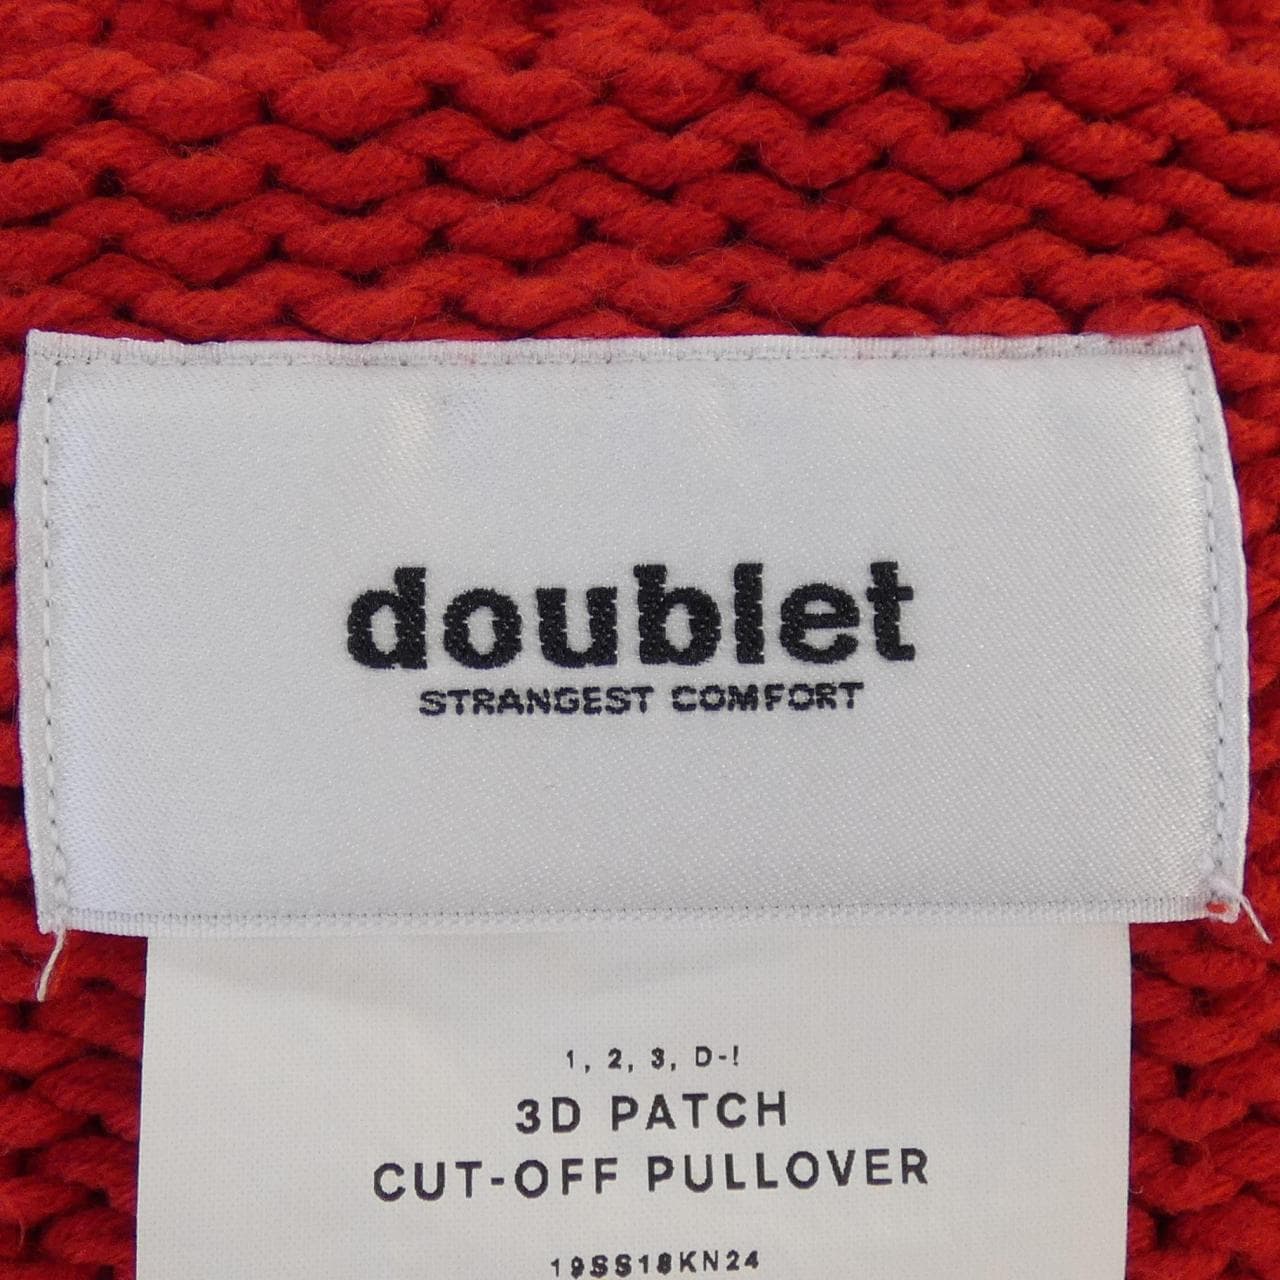 doublet
STRANGEST COMFORT
1, 2, 3, D-!
3D PATCH
CUT-OFF PULLOVER
19SS18KN24